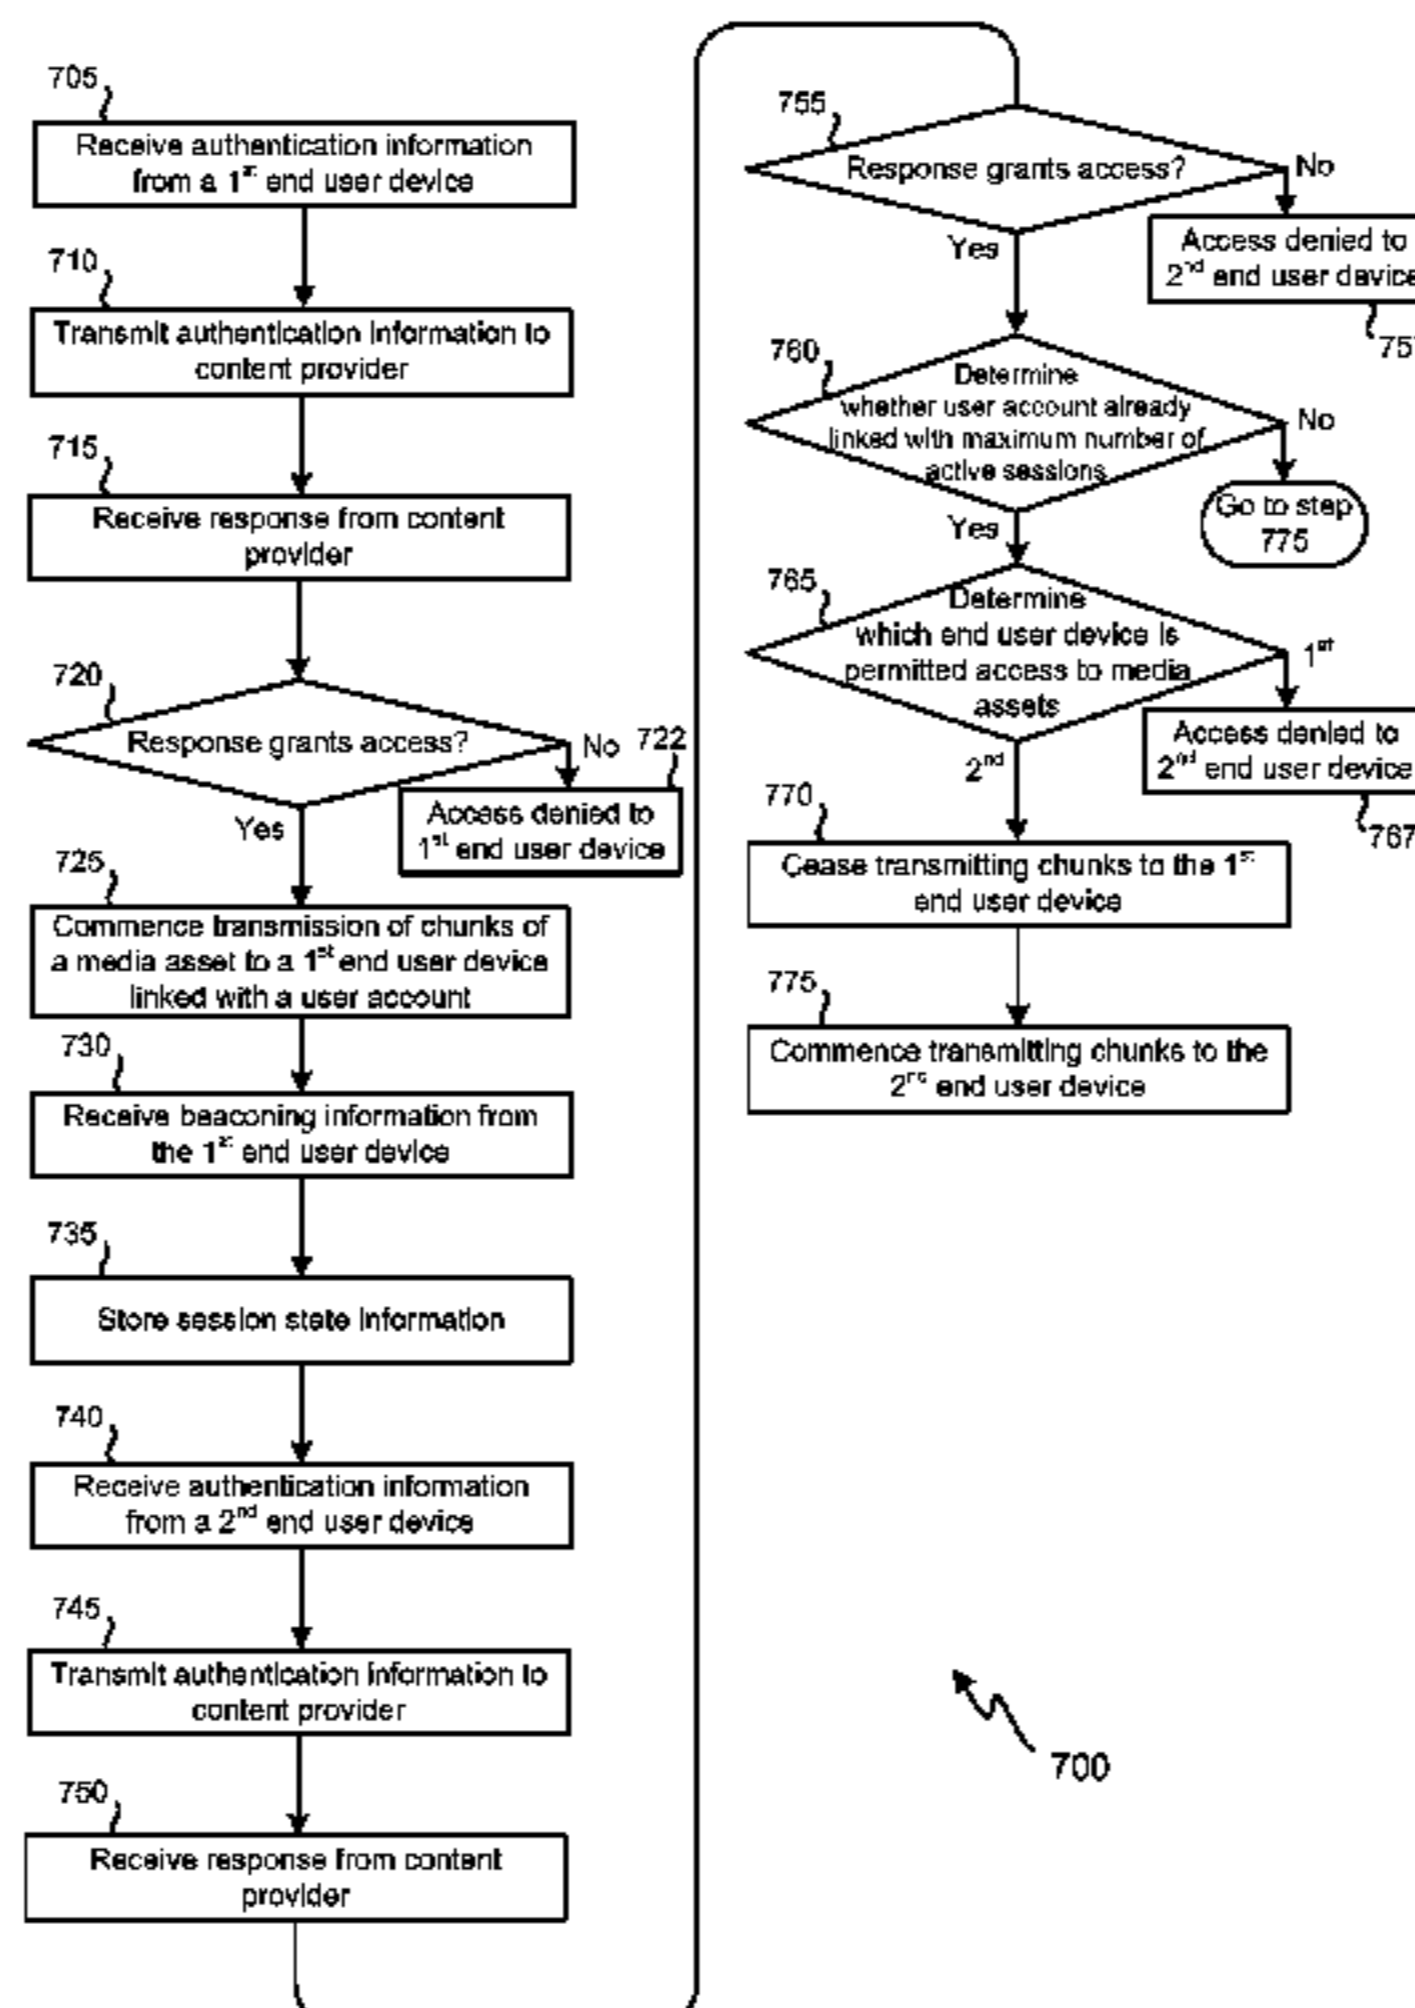 705
Receive authentication information
from a 1st end user device
710
Transmit authentication information to
content provider
715
Receive response from content
provider
720
Response grants access?
No
722
Access denied to
1st end user device
Yes
725
Commence transmission of chunks of
a media asset to a 1st end user device
linked with a user account
730
Receive beaconing information from
the 1st end user device
735
Store session state information
740
Receive authentication information
from a 2nd end user device
745
Transmit authentication information to
content provider
750
Receive response from content
provider
755
Response grants access?
No
Access denied to
2nd end user device
Yes
760
Determine
whether user account already
linked with maximum number of
active sessions
No
Go to step
775
Yes
765
Determine
which end user device is
permitted access to media
assets
1st
Access denied to
2nd end user device
767
2nd
770
Cease transmitting chunks to the 1st
end user device
775
Commence transmitting chunks to the
2nd end user device
700